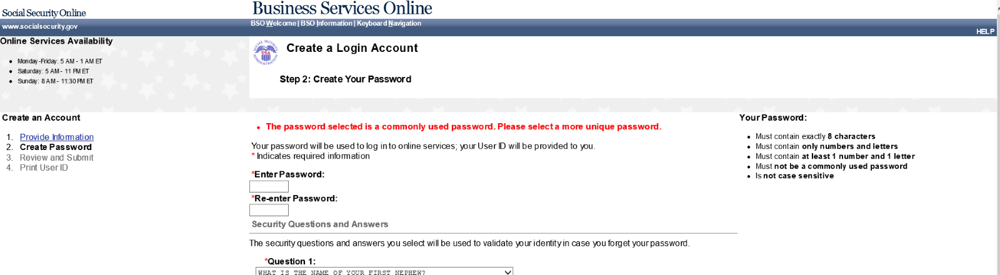 Social Security Online
Business Services Online
www.socialsecurity.gov
BSO Welcome | BSO Information | Keyboard Navigation
HELP
Online Services Availability
Monday-Friday: 5 AM - 1 AM ET
Saturday: 5 AM - 11 PM ET
Sunday: 8 AM - 11:30 PM ET
SOCIAL SECURITY ADMINISTRATION
USA
Create a Login Account
Step 2: Create Your Password
Create an Account
1. Provide Information
2. Create Password
3. Review and Submit
4. Print User ID
The password selected is a commonly used password. Please select a more unique password.
Your password will be used to log in to online services; your User ID will be provided to you.
* Indicates required information
*Enter Password:
*Re-enter Password:
Security Questions and Answers
The security questions and answers you select will be used to validate your identity in case you forget your password.
*Question 1:
WHAT IS THE NAME OF YOUR FIRST NEPHEW?
Your Password:
Must contain exactly 8 characters
Must contain only numbers and letters
Must contain at least 1 number and 1 letter
Must not be a commonly used password
Is not case sensitive